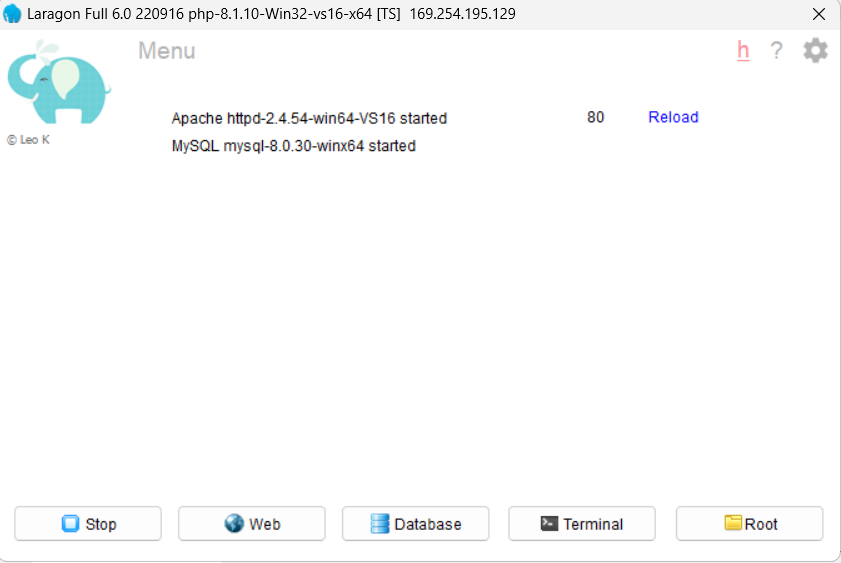 Laragon Full 6.0 220916 php-8.1.10-Win32-vs16-x64 [TS] 169.254.195.129
Menu h ?
Apache httpd-2.4.54-win64-VS16 started 80 Reload
© Leo K
MySQL mysql-8.0.30-winx64 started
Stop Web Database Terminal Root